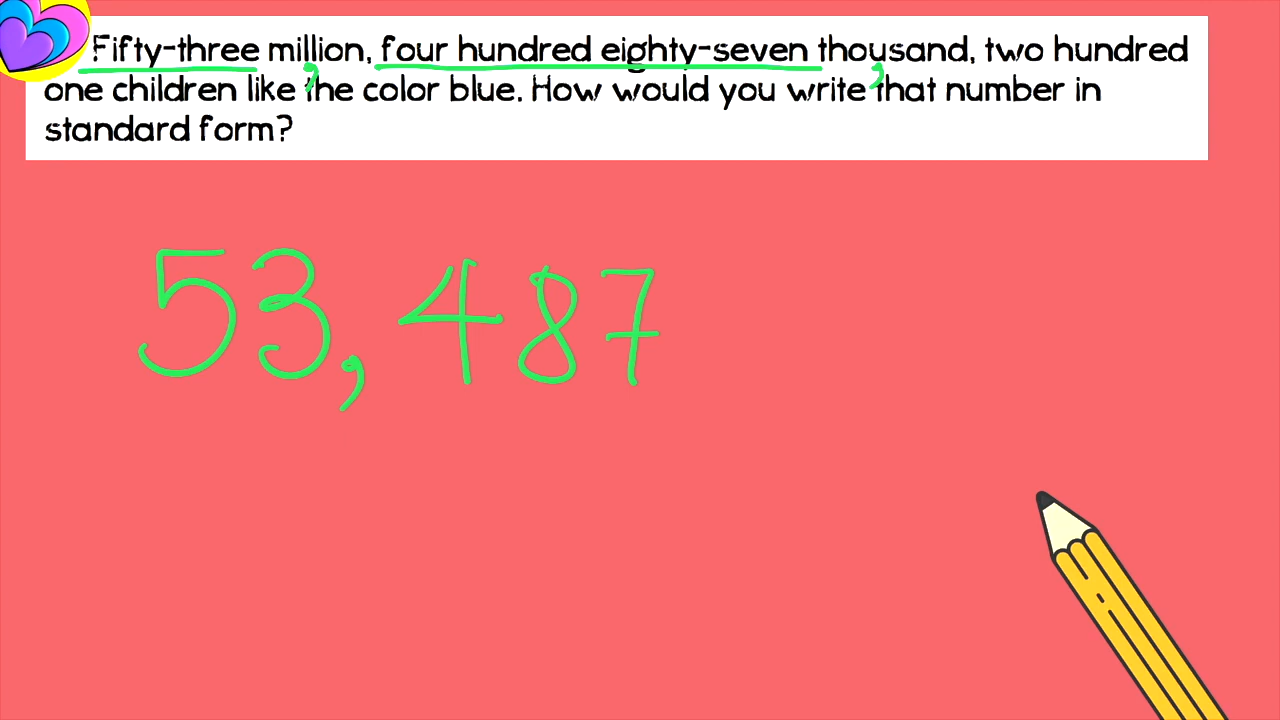 Fifty-three million, four hundred eighty-seven thousand, two hundred
one children like the color blue. How would you write that number in
standard form?
53,487